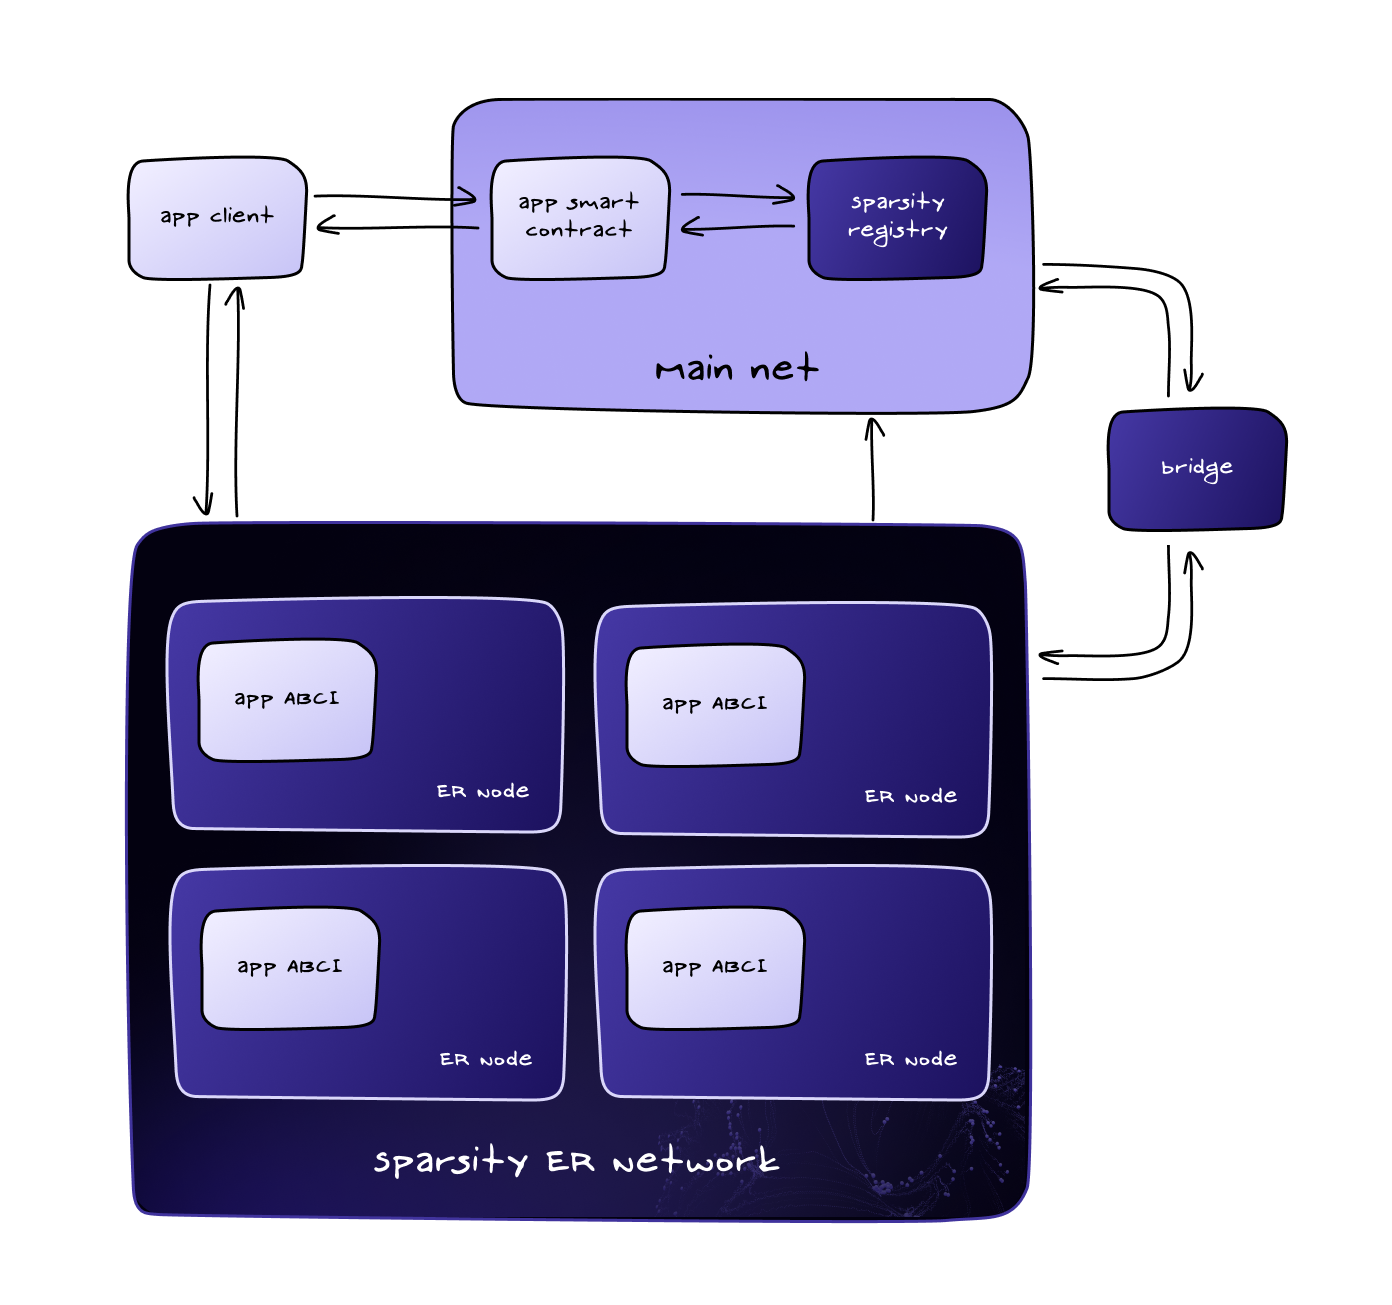 app client
app smart
contract
sparsity
registry
main net
bridge
app ABCI
ER Node
app ABCI
ER Node
app ABCI
ER Node
app ABCI
ER Node
sparsity ER Network